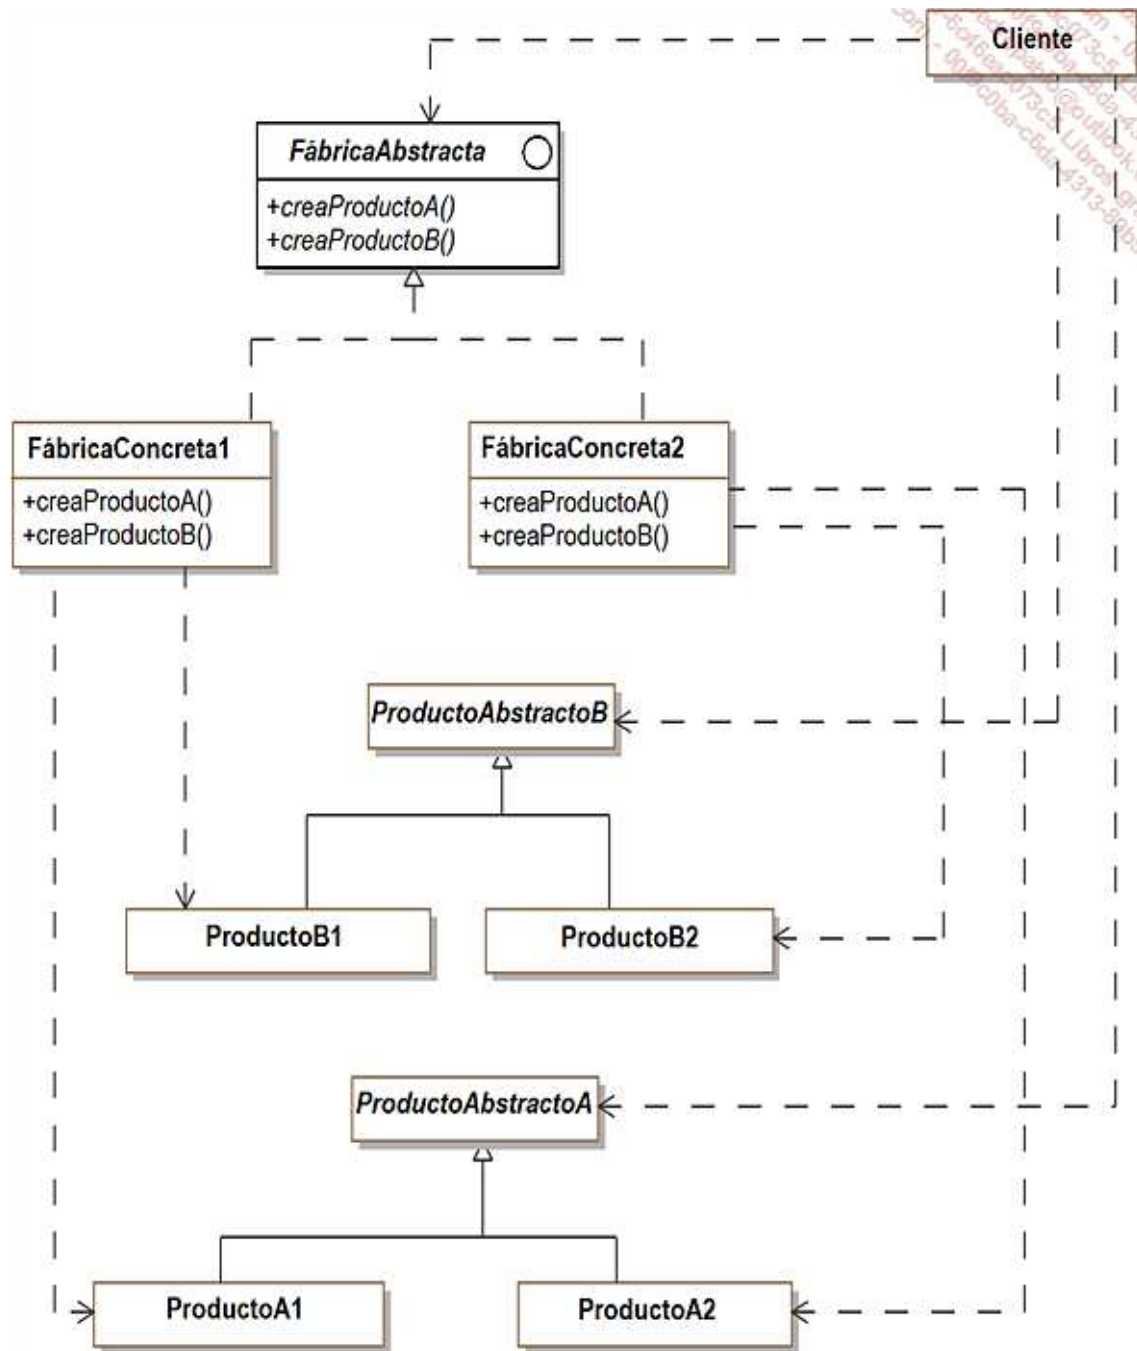 Cliente
FábricaAbstracta
+creaProductoA()
+creaProductoB()
FábricaConcreta1
+creaProductoA()
+creaProductoB()
FábricaConcreta2
+creaProductoA()
+creaProductoB()
ProductoAbstractoB
ProductoB1
ProductoB2
ProductoAbstractoA
ProductoA1
ProductoA2